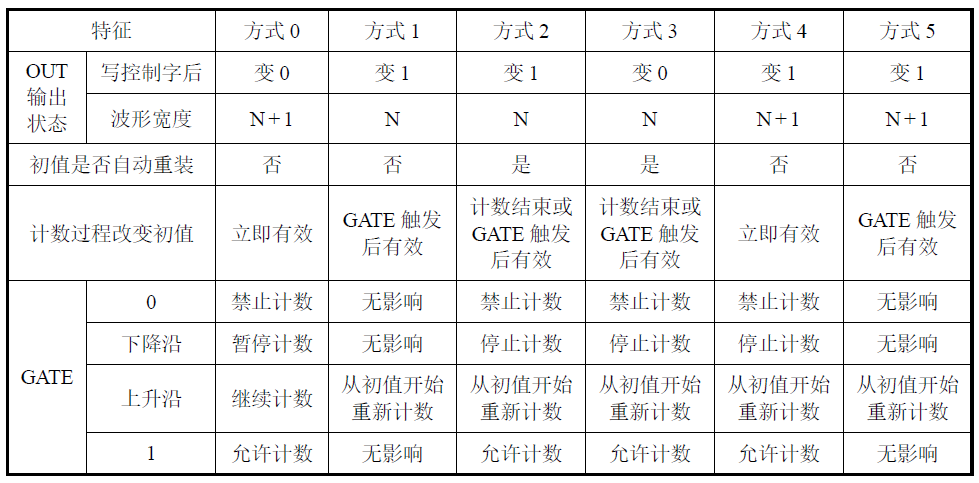 特征 方式 0 方式 1 方式 2 方式 3 方式 4 方式 5
OUT 输出 状态 写控制字后 变 0 变 1 变 1 变 0 变 1 变 1
波形宽度 N + 1 N N N N+1 N+1
初值是否自动重装 否 否 是 是 否 否
计数过程改变初值 立即有效 GATE 触发后有效 计数结束或 GATE 触发后有效 计数结束或 GATE 触发后有效 立即有效 GATE 触发后有效
GATE 0 禁止计数 无影响 禁止计数 禁止计数 禁止计数 无影响
下降沿 暂停计数 无影响 停止计数 停止计数 停止计数 无影响
上升沿 继续计数 从初值开始重新计数 从初值开始重新计数 从初值开始重新计数 从初值开始重新计数 从初值开始重新计数
1 允许计数 无影响 允许计数 允许计数 允许计数 无影响